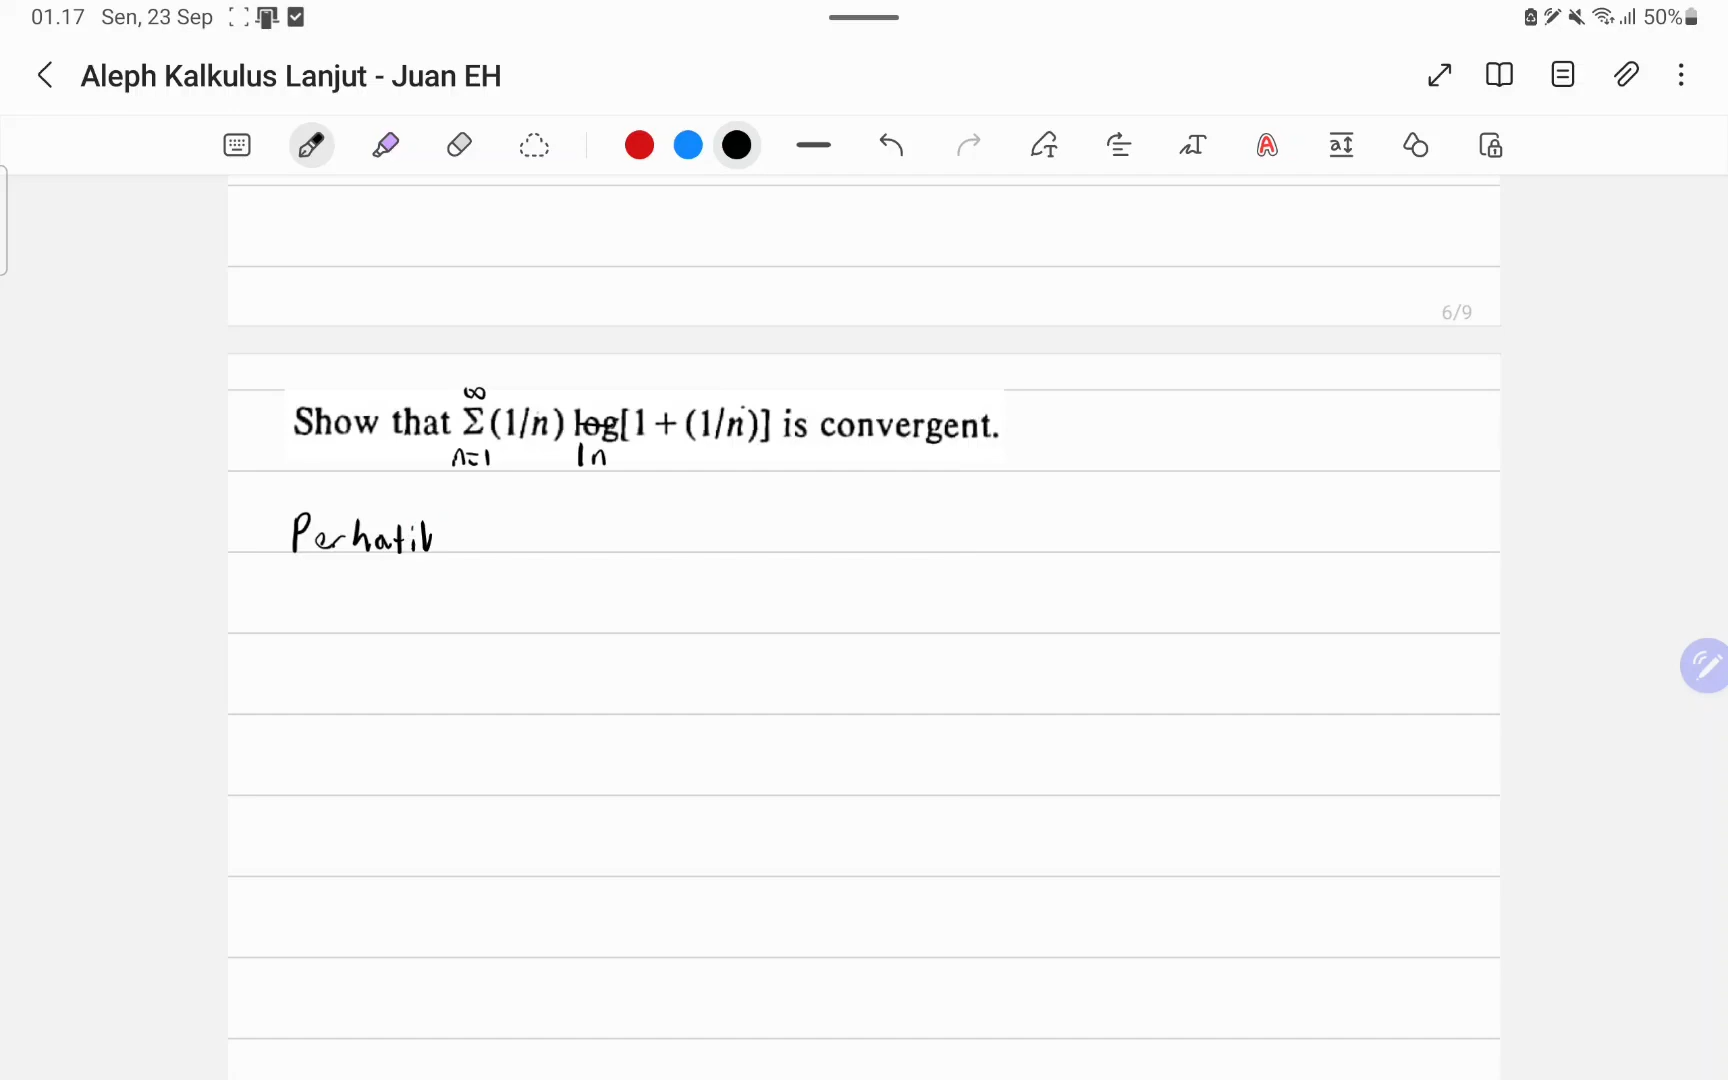 01.17 Sen, 23 Sep 50%
Aleph Kalkulus Lanjut - Juan EH
6/9
∞
Show that Σ(1/n) log[1 + (1/n)] is convergent.
n=1 ln
Perhatik